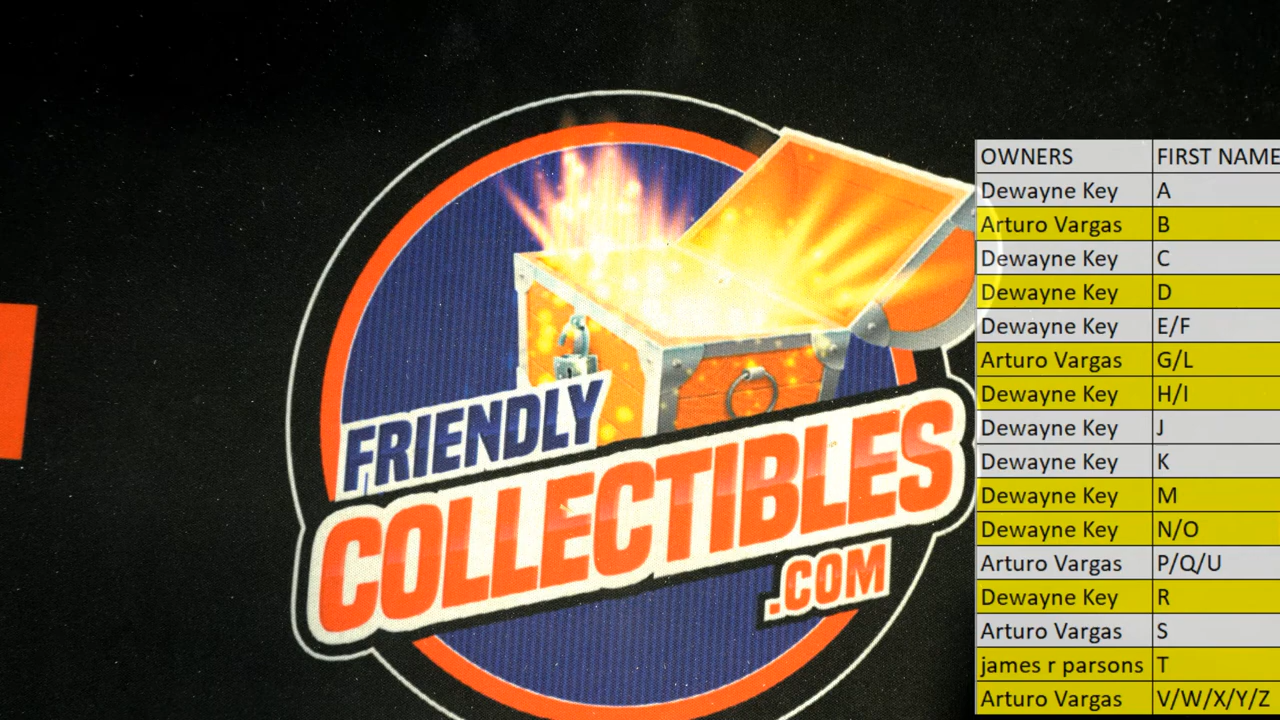 FRIENDLY
COLLECTIBLES
.COM
OWNERS FIRST NAME
Dewayne Key A
Arturo Vargas B
Dewayne Key C
Dewayne Key D
Dewayne Key E/F
Arturo Vargas G/L
Dewayne Key H/I
Dewayne Key J
Dewayne Key K
Dewayne Key M
Dewayne Key N/O
Arturo Vargas P/Q/U
Dewayne Key R
Arturo Vargas S
james r parsons T
Arturo Vargas V/W/X/Y/Z